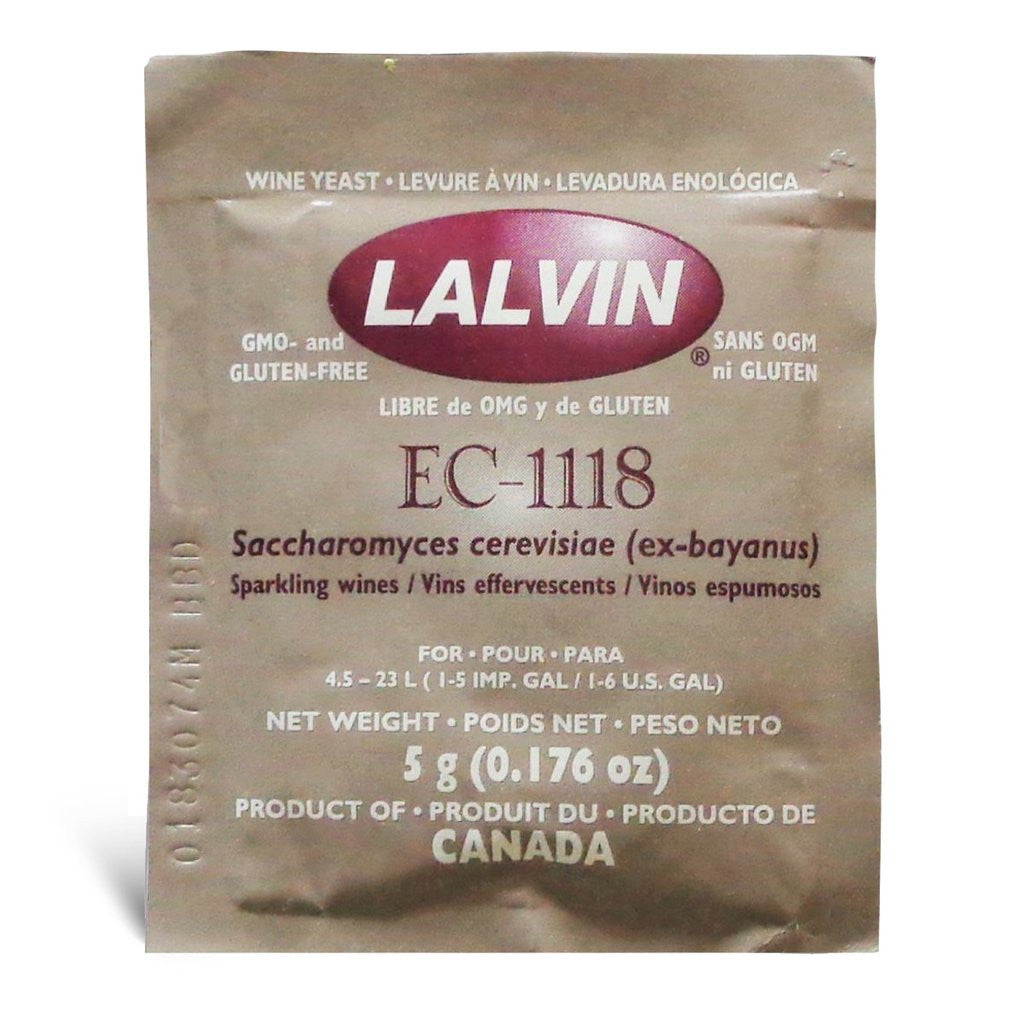 WINE YEAST • LEVURE À VIN • LEVADURA ENOLÓGICA
LALVIN®
GMO- and
GLUTEN-FREE
SANS OGM
ni GLUTEN
LIBRE de OMG y de GLUTEN
EC-1118
Saccharomyces cerevisiae (ex-bayanus)
Sparkling wines / Vins effervescents / Vinos espumosos
FOR • POUR • PARA
4.5 – 23 L ( 1-5 IMP. GAL / 1-6 U.S. GAL)
NET WEIGHT • POIDS NET • PESO NETO
5 g (0.176 oz)
PRODUCT OF • PRODUIT DU • PRODUCTO DE
CANADA